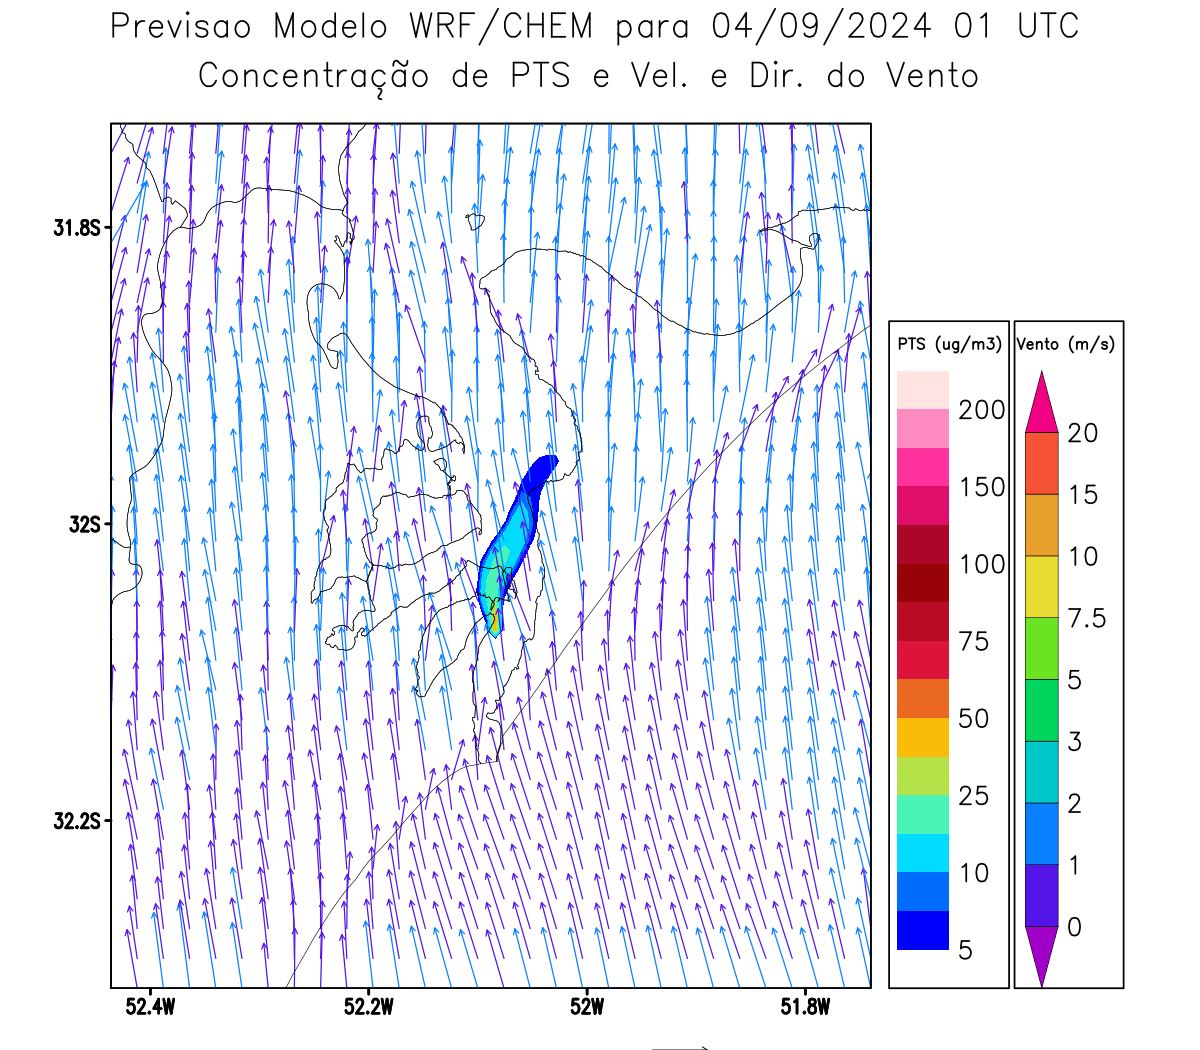 Previsao Modelo WRF/CHEM para 04/09/2024 01 UTC
Concentração de PTS e Vel. e Dir. do Vento
31.8S
32S
32.2S
52.4W 52.2W 52W 51.8W
PTS (ug/m3)
200
150
100
75
50
25
10
5
Vento (m/s)
20
15
10
7.5
5
3
2
1
0